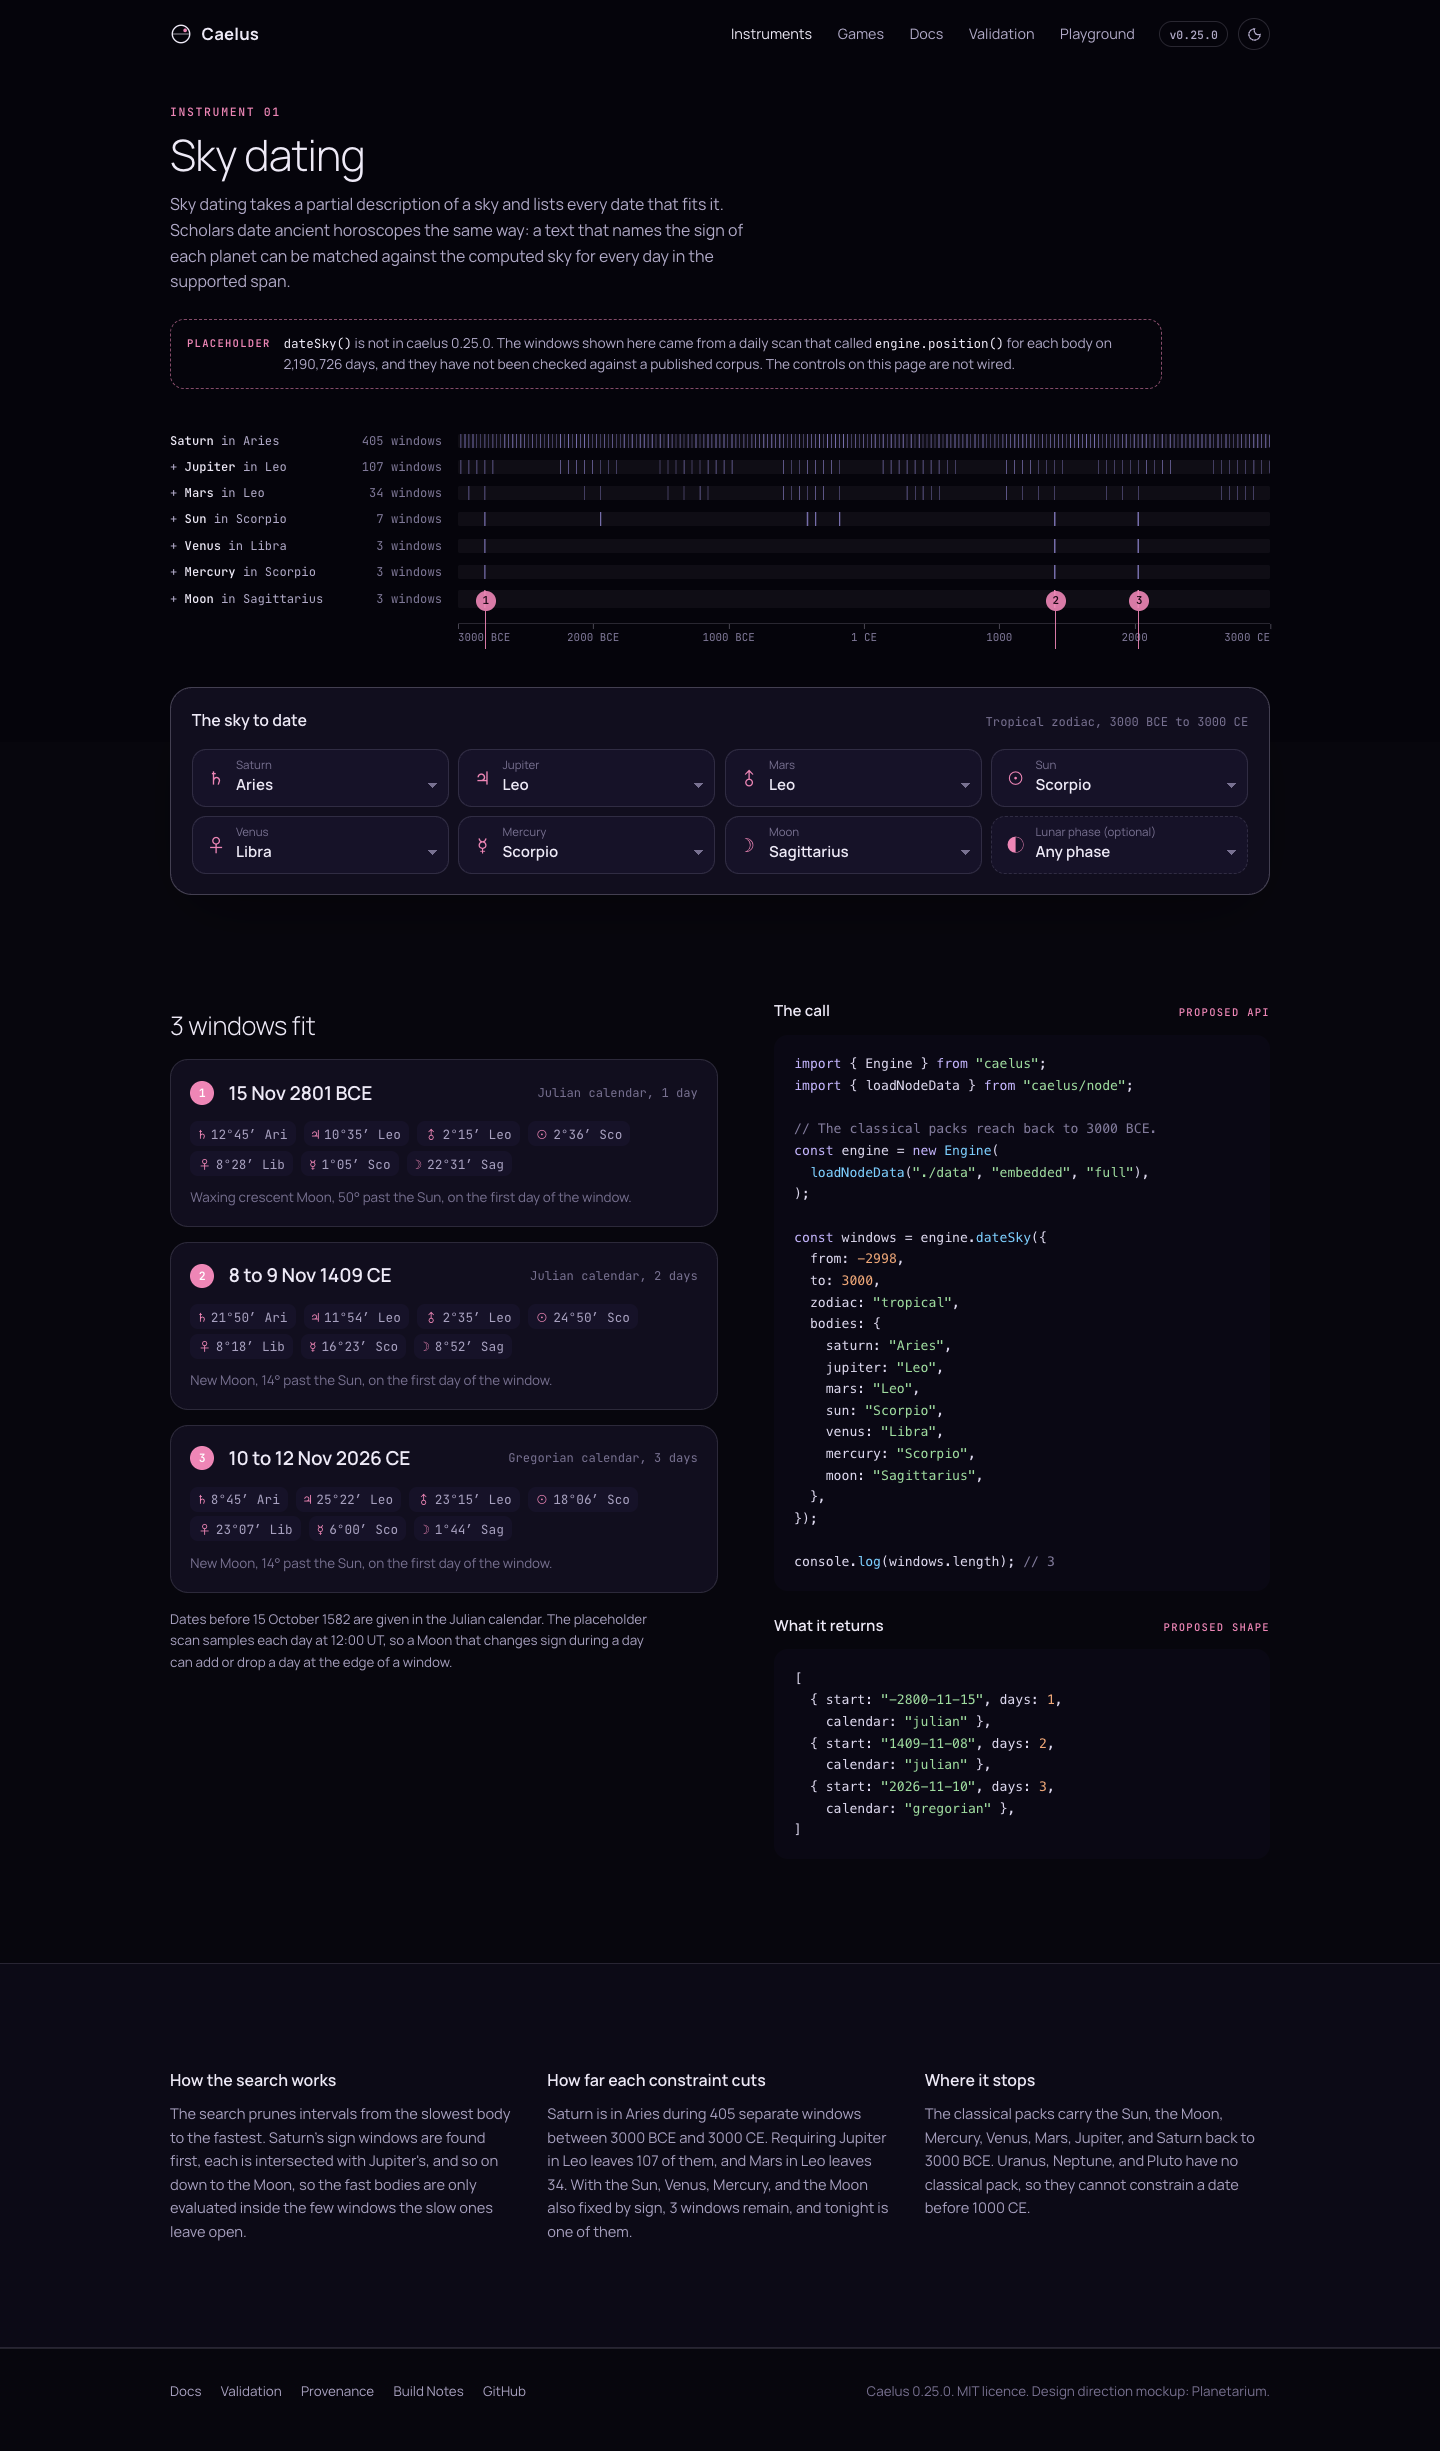 Caelus
Instruments Games Docs Validation Playground v0.25.0
INSTRUMENT 01
Sky dating
Sky dating takes a partial description of a sky and lists every date that fits it.
Scholars date ancient horoscopes the same way: a text that names the sign of
each planet can be matched against the computed sky for every day in the
supported span.
PLACEHOLDER dateSky() is not in caelus 0.25.0. The windows shown here came from a daily scan that called engine.position() for each body on
2,190,726 days, and they have not been checked against a published corpus. The controls on this page are not wired.
Saturn in Aries 405 windows
+ Jupiter in Leo 107 windows
+ Mars in Leo 34 windows
+ Sun in Scorpio 7 windows
+ Venus in Libra 3 windows
+ Mercury in Scorpio 3 windows
+ Moon in Sagittarius 3 windows 1 2 3
3000 BCE 2000 BCE 1000 BCE 1 CE 1000 2000 3000 CE
The sky to date Tropical zodiac, 3000 BCE to 3000 CE
Saturn Jupiter Mars Sun
♄ Aries ♃ Leo ⚦ Leo ☉ Scorpio
Venus Mercury Moon Lunar phase (optional)
♀ Libra ☿ Scorpio ☽ Sagittarius ◐ Any phase
3 windows fit
1 15 Nov 2801 BCE Julian calendar, 1 day
♄ 12°45′ Ari ♃ 10°35′ Leo ⚦ 2°15′ Leo ☉ 2°36′ Sco
♀ 8°28′ Lib ☿ 1°05′ Sco ☽ 22°31′ Sag
Waxing crescent Moon, 50° past the Sun, on the first day of the window.
2 8 to 9 Nov 1409 CE Julian calendar, 2 days
♄ 21°50′ Ari ♃ 11°54′ Leo ⚦ 2°35′ Leo ☉ 24°50′ Sco
♀ 8°18′ Lib ☿ 16°23′ Sco ☽ 8°52′ Sag
New Moon, 14° past the Sun, on the first day of the window.
3 10 to 12 Nov 2026 CE Gregorian calendar, 3 days
♄ 8°45′ Ari ♃ 25°22′ Leo ⚦ 23°15′ Leo ☉ 18°06′ Sco
♀ 23°07′ Lib ☿ 6°00′ Sco ☽ 1°44′ Sag
New Moon, 14° past the Sun, on the first day of the window.
Dates before 15 October 1582 are given in the Julian calendar. The placeholder
scan samples each day at 12:00 UT, so a Moon that changes sign during a day
can add or drop a day at the edge of a window.
The call PROPOSED API
import { Engine } from "caelus";
import { loadNodeData } from "caelus/node";
// The classical packs reach back to 3000 BCE.
const engine = new Engine(
  loadNodeData("./data", "embedded", "full"),
);
const windows = engine.dateSky({
  from: -2998,
  to: 3000,
  zodiac: "tropical",
  bodies: {
    saturn: "Aries",
    jupiter: "Leo",
    mars: "Leo",
    sun: "Scorpio",
    venus: "Libra",
    mercury: "Scorpio",
    moon: "Sagittarius",
  },
});
console.log(windows.length); // 3
What it returns PROPOSED SHAPE
[
  { start: "-2800-11-15", days: 1,
    calendar: "julian" },
  { start: "1409-11-08", days: 2,
    calendar: "julian" },
  { start: "2026-11-10", days: 3,
    calendar: "gregorian" },
]
How the search works
The search prunes intervals from the slowest body
to the fastest. Saturn's sign windows are found
first, each is intersected with Jupiter's, and so on
down to the Moon, so the fast bodies are only
evaluated inside the few windows the slow ones
leave open.
How far each constraint cuts
Saturn is in Aries during 405 separate windows
between 3000 BCE and 3000 CE. Requiring Jupiter
in Leo leaves 107 of them, and Mars in Leo leaves
34. With the Sun, Venus, Mercury, and the Moon
also fixed by sign, 3 windows remain, and tonight is
one of them.
Where it stops
The classical packs carry the Sun, the Moon,
Mercury, Venus, Mars, Jupiter, and Saturn back to
3000 BCE. Uranus, Neptune, and Pluto have no
classical pack, so they cannot constrain a date
before 1000 CE.
Docs Validation Provenance Build Notes GitHub
Caelus 0.25.0. MIT licence. Design direction mockup: Planetarium.